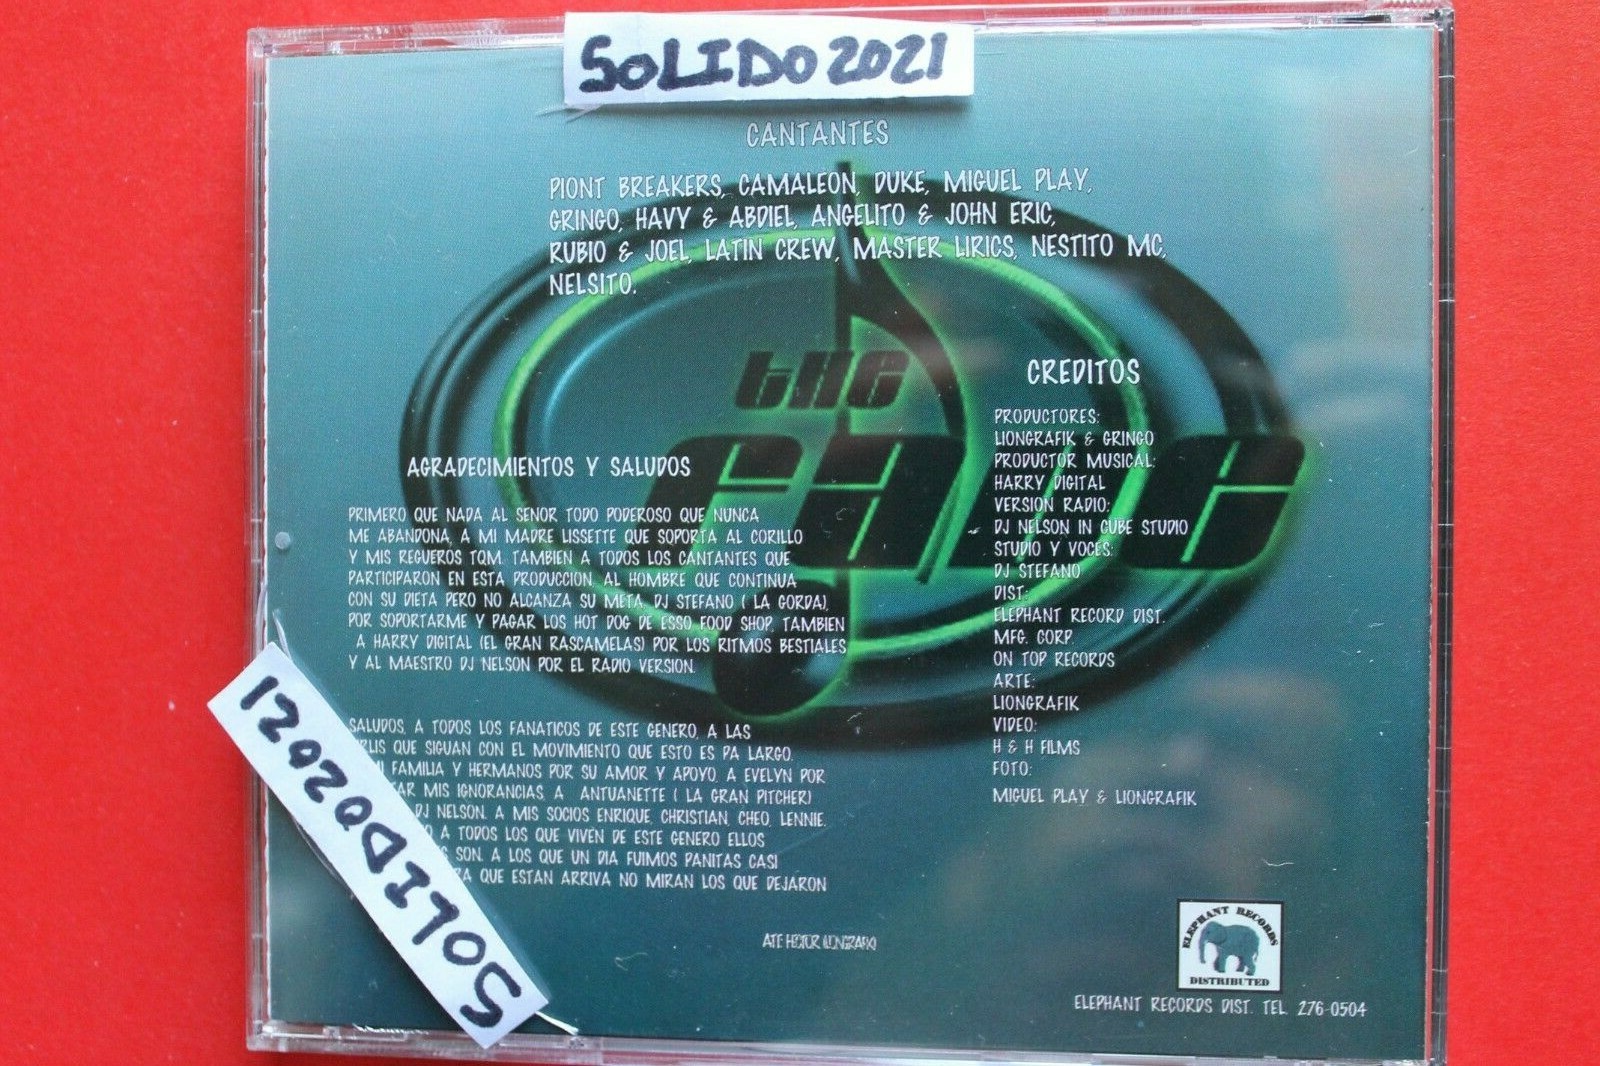 SOLIDO2021
CANTANTES
PIONT BREAKERS, CAMALEON, DUKE, MIGUEL PLAY,
GRINGO, HAVY & ABDIEL, ANGELITO & JOHN ERIC,
RUBIO & JOEL, LATIN CREW, MASTER LIRICS, NESTITO MC,
NELSITO.
the
AGRADECIMIENTOS Y SALUDOS
PRIMERO QUE NADA AL SENOR TODO PODEROSO QUE NUNCA
ME ABANDONA, A MI MADRE LISSETTE QUE SOPORTA AL CORILLO
Y MIS REGUEROS TQM. TAMBIEN A TODOS LOS CANTANTES QUE
PARTICIPARON EN ESTA PRODUCCION, AL HOMBRE QUE CONTINUA
CON SU DIETA PERO NO ALCANZA SU META, DJ STEFANO ( LA GORDA),
POR SOPORTARME Y PAGAR LOS HOT DOG DE ESSO FOOD SHOP, TAMBIEN
A HARRY DIGITAL (EL GRAN RASCAMELAS) POR LOS RITMOS BESTIALES
Y AL MAESTRO DJ NELSON POR EL RADIO VERSION.
SALUDOS, A TODOS LOS FANATICOS DE ESTE GENERO, A LAS
QUE SIGUAN CON EL MOVIMIENTO QUE ESTO ES PA LARGO.
MI FAMILIA Y HERMANOS POR SU AMOR Y APOYO, A EVELYN POR
MIS IGNORANCIAS, A ANTUANETTE ( LA GRAN PITCHER)
DJ NELSON. A MIS SOCIOS ENRIQUE, CHRISTIAN, CHEO, LENNIE.
A TODOS LOS QUE VIVEN DE ESTE GENERO ELLOS
SON. A LOS QUE UN DIA FUIMOS PANITAS CASI
QUE ESTAN ARRIVA NO MIRAN LOS QUE DEJARON
ATTE HECTOR (LIONGRAFIK)
CREDITOS
PRODUCTORES:
LIONGRAFIK & GRINGO
PRODUCTOR MUSICAL:
HARRY DIGITAL
VERSION RADIO:
DJ NELSON IN CUBE STUDIO
STUDIO Y VOCES:
DJ STEFANO
DIST:
ELEPHANT RECORD DIST.
MFG. CORP.
ON TOP RECORDS
ARTE:
LIONGRAFIK
VIDEO:
H & H FILMS
FOTO:
MIGUEL PLAY & LIONGRAFIK
SOLIDO2021
ELEPHANT RECORDS
DISTRIBUTED
ELEPHANT RECORDS DIST. TEL. 276-0504